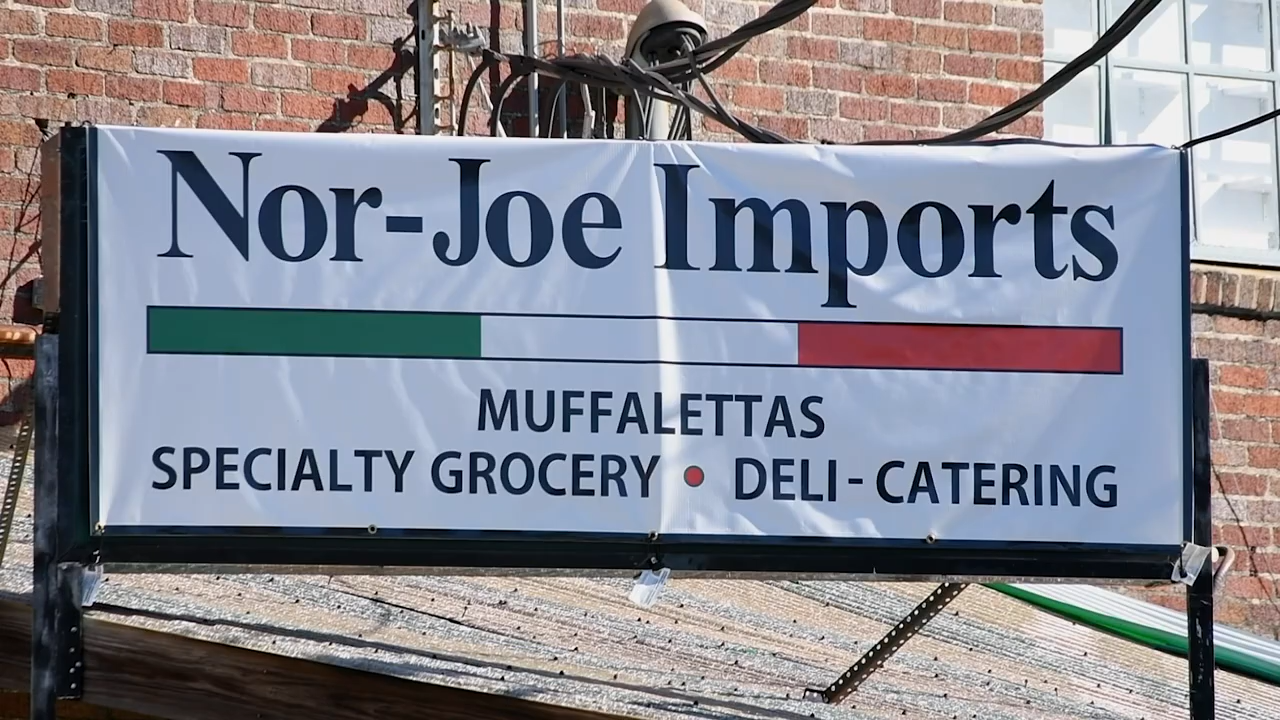 Nor-Joe Imports
MUFFALETTAS
SPECIALTY GROCERY • DELI-CATERING